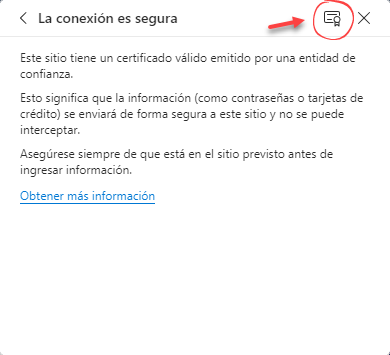 La conexión es segura
Este sitio tiene un certificado válido emitido por una entidad de
confianza.
Esto significa que la información (como contraseñas o tarjetas de
crédito) se enviará de forma segura a este sitio y no se puede
interceptar.
Asegúrese siempre de que está en el sitio previsto antes de
ingresar información.
Obtener más información